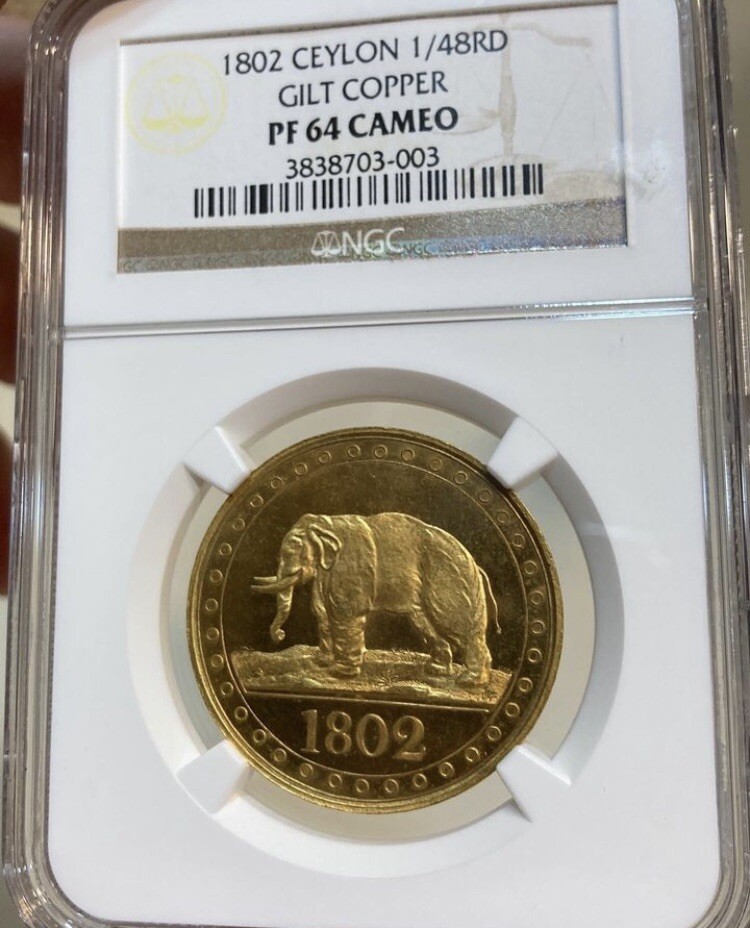 1802 CEYLON 1/48RD
GILT COPPER
PF 64 CAMEO
3838703-003
NGC
1802